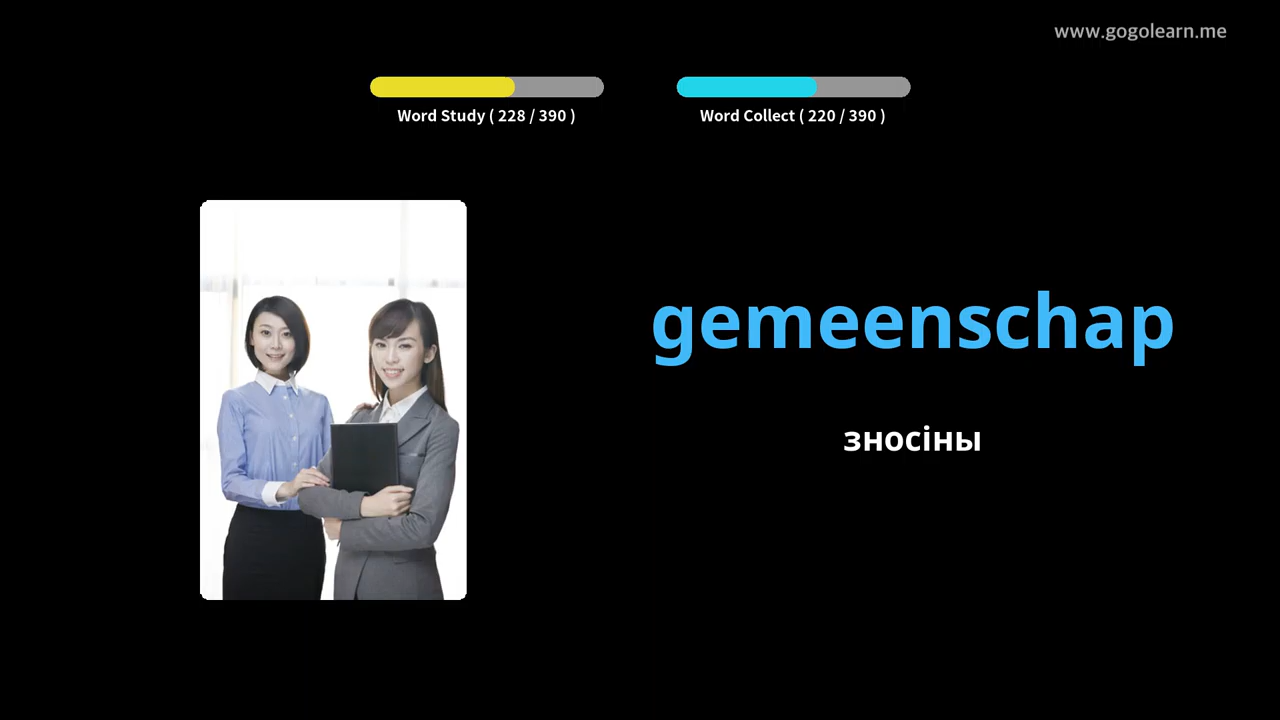 www.gogolearn.me
Word Study ( 228 / 390 )
Word Collect ( 220 / 390 )
gemeenschap
зносіны